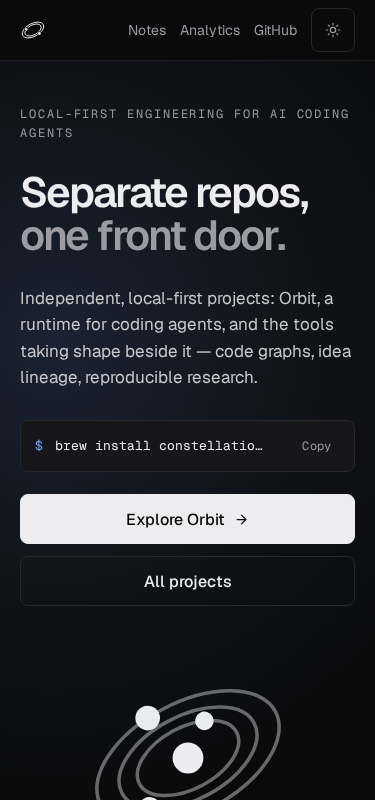 Notes Analytics GitHub
LOCAL-FIRST ENGINEERING FOR AI CODING
AGENTS
Separate repos,
one front door.
Independent, local-first projects: Orbit, a
runtime for coding agents, and the tools
taking shape beside it — code graphs, idea
lineage, reproducible research.
$ brew install constellatio… Copy
Explore Orbit →
All projects